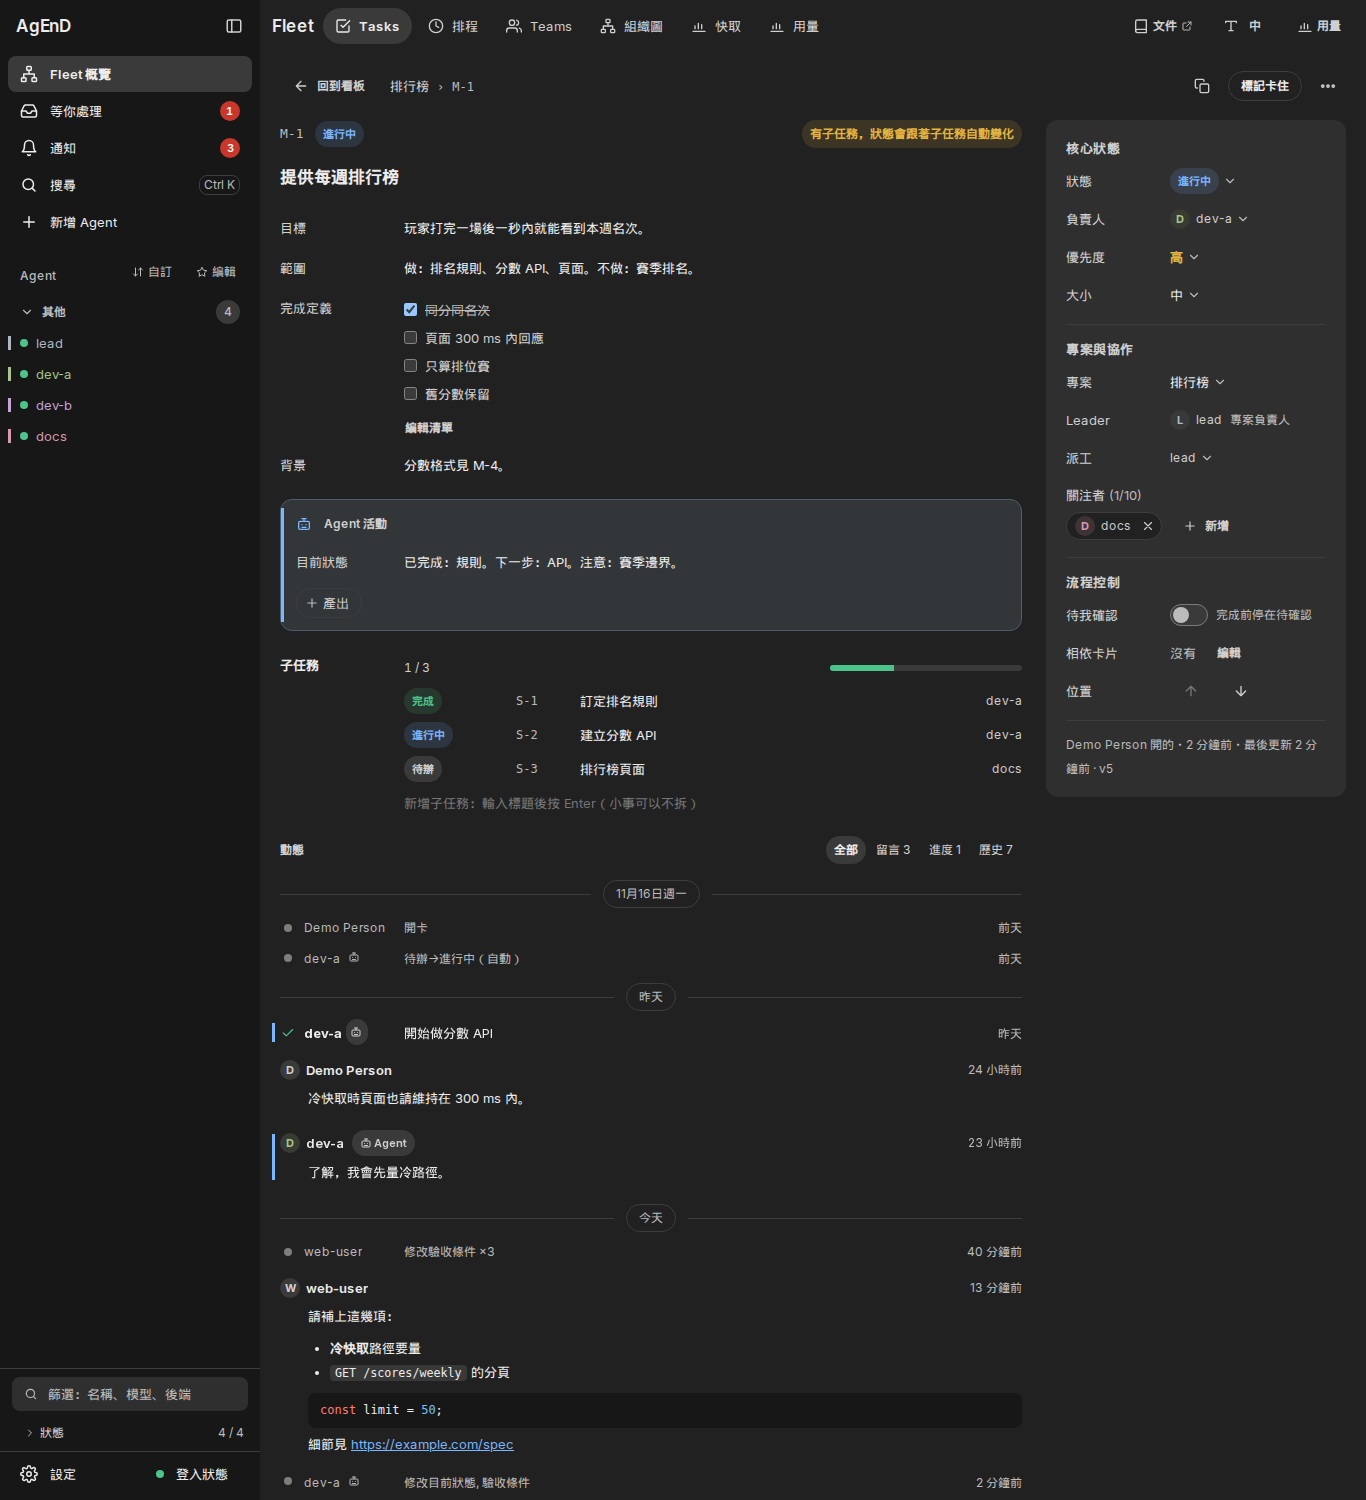 AgEnD
Fleet 概覽
等你處理 1
通知 3
搜尋 Ctrl K
新增 Agent
Agent 自訂 編輯
其他 4
lead
dev-a
dev-b
docs
篩選：名稱、模型、後端
狀態 4 / 4
設定 登入狀態
Fleet Tasks 排程 Teams 組織圖 快取 用量 文件 中 用量
回到看板 排行榜 › M-1 標記卡住
M-1 進行中 有子任務，狀態會跟著子任務自動變化
提供每週排行榜
目標 玩家打完一場後一秒內就能看到本週名次。
範圍 做：排名規則、分數 API、頁面。不做：賽季排名。
完成定義 同分同名次
頁面 300 ms 內回應
只算排位賽
舊分數保留
編輯清單
背景 分數格式見 M-4。
Agent 活動
目前狀態 已完成：規則。下一步：API。注意：賽季邊界。
產出
子任務 1 / 3
完成 S-1 訂定排名規則 dev-a
進行中 S-2 建立分數 API dev-a
待辦 S-3 排行榜頁面 docs
新增子任務：輸入標題後按 Enter（小事可以不拆）
動態 全部 留言 3 進度 1 歷史 7
11月16日週一
Demo Person 開卡 前天
dev-a 待辦→進行中（自動） 前天
昨天
dev-a 開始做分數 API 昨天
D Demo Person 24 小時前
冷快取時頁面也請維持在 300 ms 內。
D dev-a Agent 23 小時前
了解，我會先量冷路徑。
今天
web-user 修改驗收條件 ×3 40 分鐘前
W web-user 13 分鐘前
請補上這幾項：
冷快取路徑要量
GET /scores/weekly 的分頁
const limit = 50;
細節見 https://example.com/spec
dev-a 修改目前狀態, 驗收條件 2 分鐘前
核心狀態
狀態 進行中
負責人 D dev-a
優先度 高
大小 中
專案與協作
專案 排行榜
Leader L lead 專案負責人
派工 lead
關注者 (1/10)
D docs 新增
流程控制
待我確認 完成前停在待確認
相依卡片 沒有 編輯
位置
Demo Person 開的・2 分鐘前・最後更新 2 分
鐘前 · v5